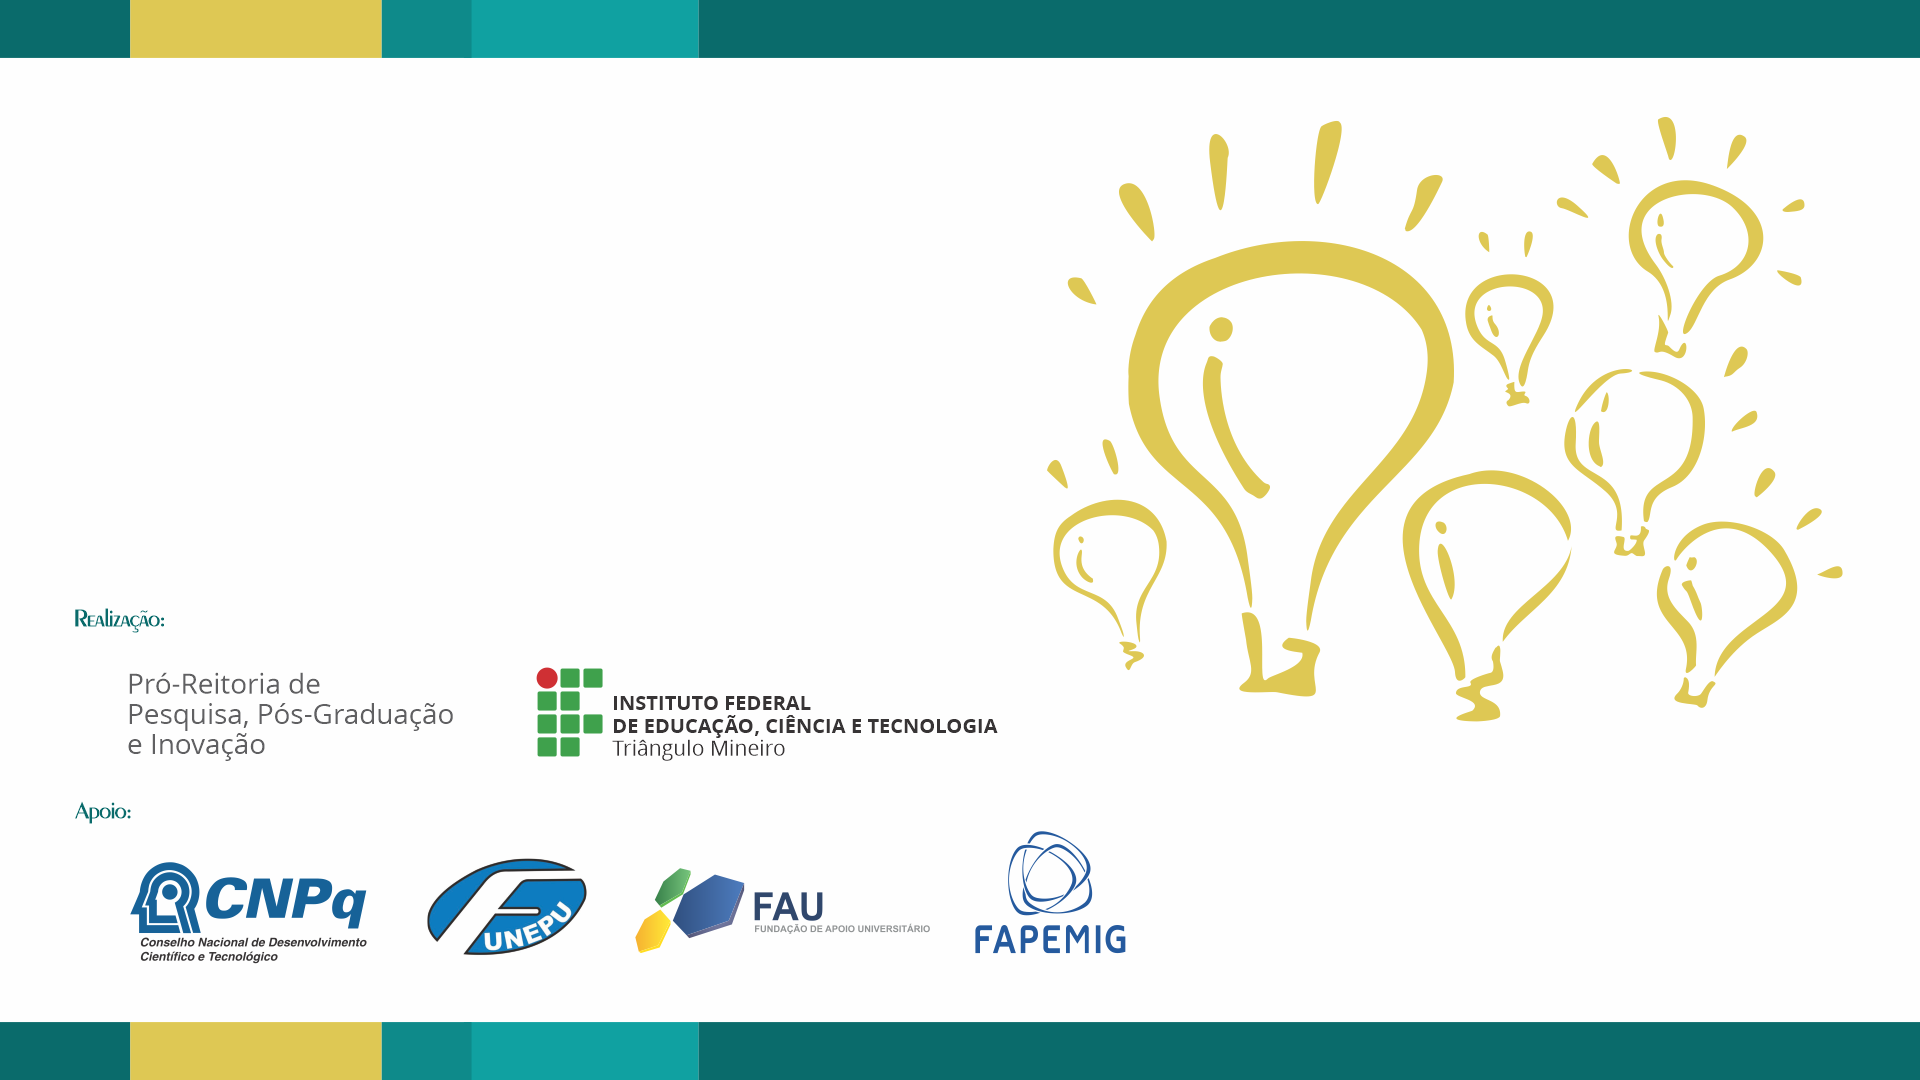 Realização:
Pró-Reitoria de
Pesquisa, Pós-Graduação
e Inovação
INSTITUTO FEDERAL
DE EDUCAÇÃO, CIÊNCIA E TECNOLOGIA
Triângulo Mineiro
Apoio:
CNPq
Conselho Nacional de Desenvolvimento
Científico e Tecnológico
FUNEPU
FAU
FUNDAÇÃO DE APOIO UNIVERSITÁRIO
FAPEMIG